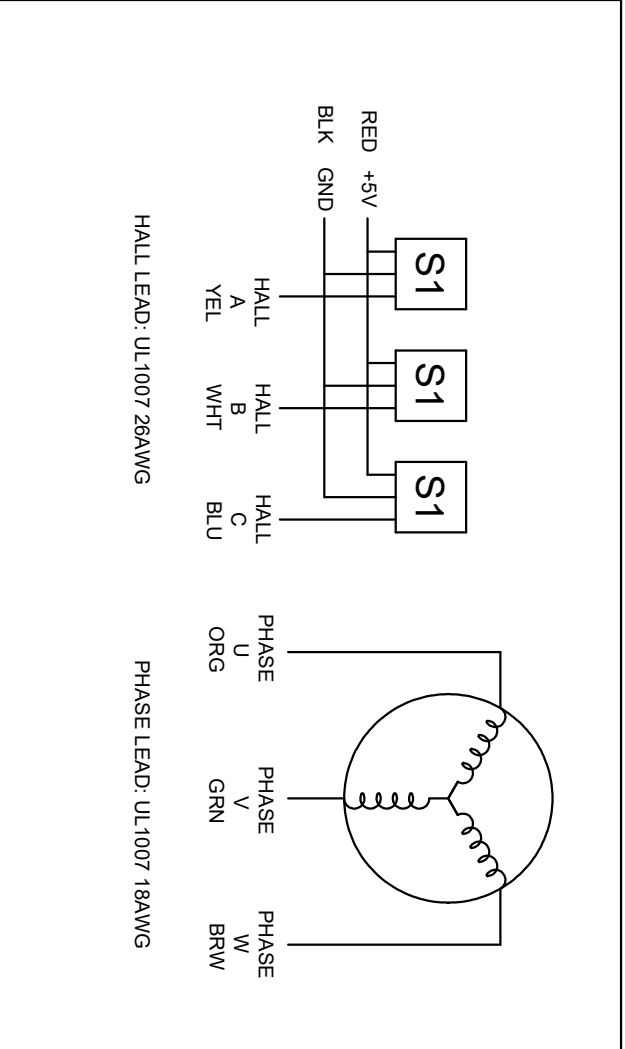 S1
S1
S1
RED +5V
BLK GND
HALL
A
YEL
HALL
B
WHT
HALL
C
BLU
HALL LEAD: UL1007 26AWG
PHASE
U
ORG
PHASE
V
GRN
PHASE
W
BRW
PHASE LEAD: UL1007 18AWG